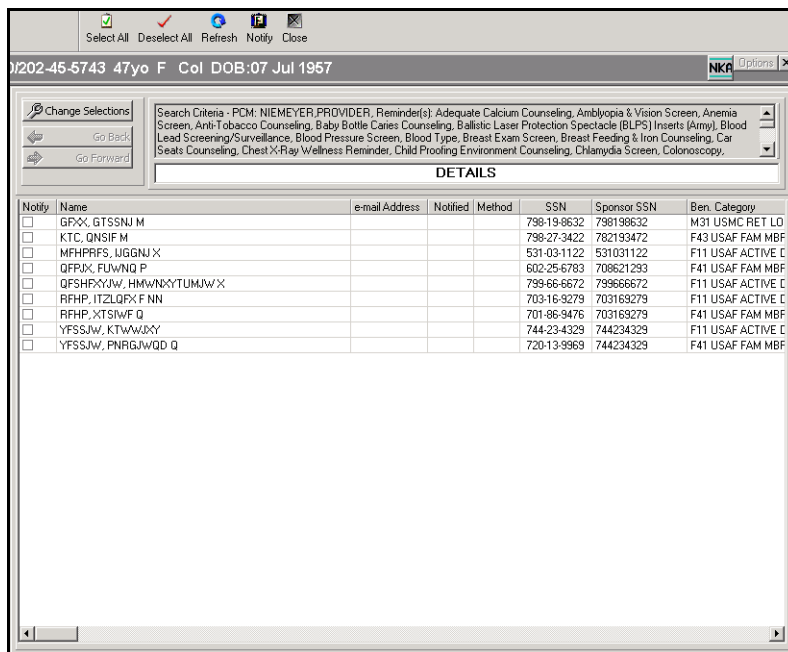 Select All Deselect All Refresh Notify Close
0/202-45-5743 47yo F Col DOB:07 Jul 1957 NKA Options X
Change Selections
Go Back
Go Forward
Search Criteria - PCM: NIEMEYER,PROVIDER, Reminder(s): Adequate Calcium Counseling, Amblyopia & Vision Screen, Anemia
Screen, Anti-Tobacco Counseling, Baby Bottle Caries Counseling, Ballistic Laser Protection Spectacle (BLPS) Inserts (Army), Blood
Lead Screening/Surveillance, Blood Pressure Screen, Blood Type, Breast Exam Screen, Breast Feeding & Iron Counseling, Car
Seats Counseling, Chest X-Ray Wellness Reminder, Child Proofing Environment Counseling, Chlamydia Screen, Colonoscopy,
DETAILS
Notify Name e-mail Address Notified Method SSN Sponsor SSN Ben. Category
GFXX, GTSSNJ M 798-19-8632 798198632 M31 USMC RET LO
KTC, QNSIF M 798-27-3422 782193472 F43 USAF FAM MBF
MFHPRFS, IJGGNJ X 531-03-1122 531031122 F11 USAF ACTIVE D
QFPJX, FUWNQ P 602-25-6783 708621293 F41 USAF FAM MBF
QFSHFXYJW, HMWNXYTUMJW X 799-66-6672 799666672 F11 USAF ACTIVE D
RFHP, ITZLQFX F NN 703-16-9279 703169279 F11 USAF ACTIVE D
RFHP, XTSIWF Q 701-86-9476 703169279 F41 USAF FAM MBF
YFSSJW, KTWWJXY 744-23-4329 744234329 F11 USAF ACTIVE D
YFSSJW, PNRGJWQD Q 720-13-9969 744234329 F41 USAF FAM MBF